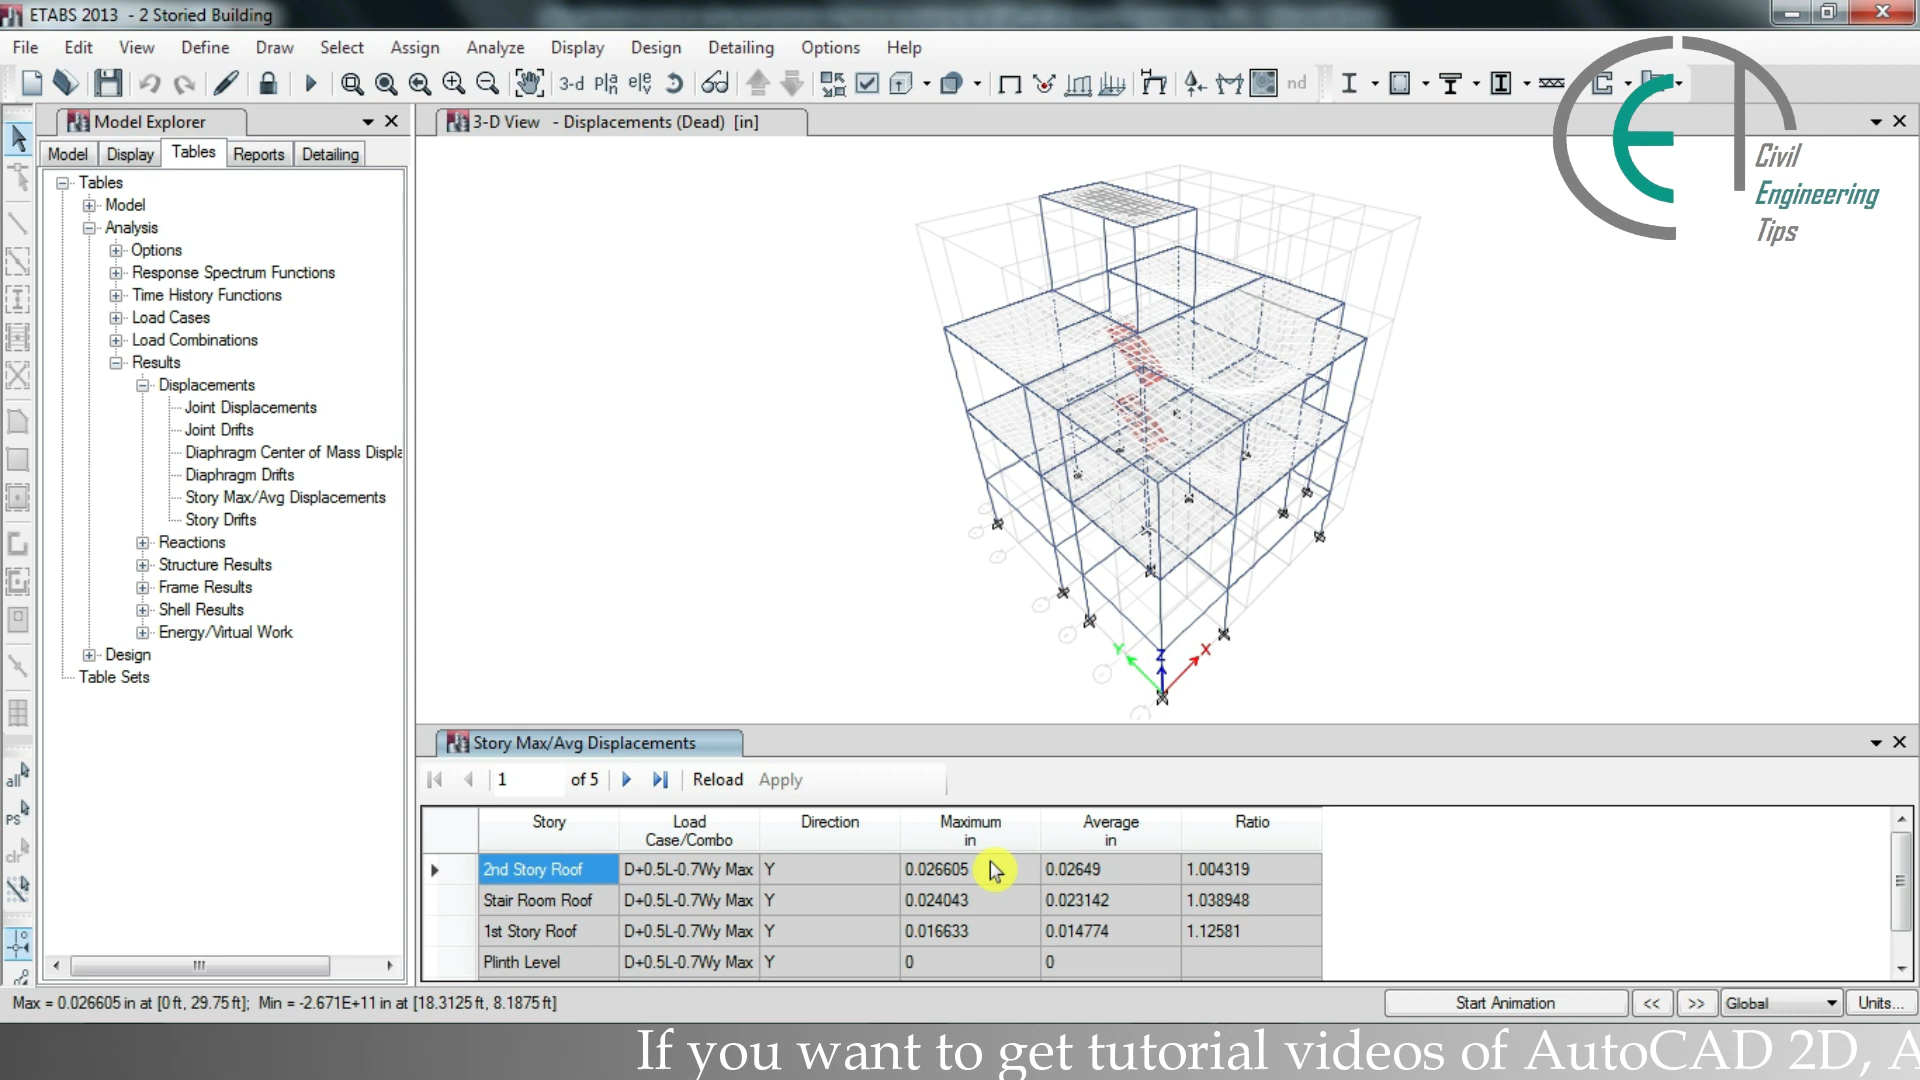 ETABS 2013 - 2 Storied Building
File Edit View Define Draw Select Assign Analyze Display Design Detailing Options Help
3-d nd
Model Explorer
3-D View - Displacements (Dead) [in]
Model Display Tables Reports Detailing
Civil
Engineering
Tips
Tables
Model
Analysis
Options
Response Spectrum Functions
Time History Functions
Load Cases
Load Combinations
Results
Displacements
Joint Displacements
Joint Drifts
Diaphragm Center of Mass Displa
Diaphragm Drifts
Story Max/Avg Displacements
Story Drifts
Reactions
Structure Results
Frame Results
Shell Results
Energy/Virtual Work
Design
Table Sets
Y Z X
all
PS
clr
Story Max/Avg Displacements
1 of 5 Reload Apply
Story Load Case/Combo Direction Maximum in Average in Ratio
2nd Story Roof D+0.5L-0.7Wy Max Y 0.026605 0.02649 1.004319
Stair Room Roof D+0.5L-0.7Wy Max Y 0.024043 0.023142 1.038948
1st Story Roof D+0.5L-0.7Wy Max Y 0.016633 0.014774 1.12581
Plinth Level D+0.5L-0.7Wy Max Y 0 0
Max = 0.026605 in at [0 ft, 29.75 ft]; Min = -2.671E+11 in at [18.3125 ft, 8.1875 ft]
Start Animation << >> Global Units...
If you want to get tutorial videos of AutoCAD 2D, A